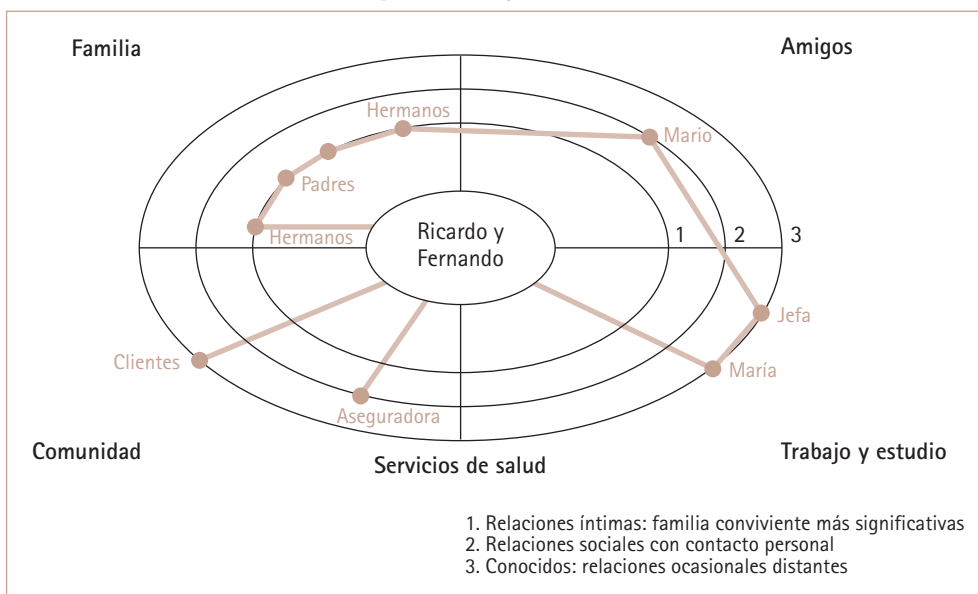 Familia
Amigos
Hermanos
Mario
Padres
Hermanos
Ricardo y
Fernando
1
2
3
Jefa
Clientes
María
Aseguradora
Comunidad
Servicios de salud
Trabajo y estudio
1. Relaciones íntimas: familia conviviente más significativas
2. Relaciones sociales con contacto personal
3. Conocidos: relaciones ocasionales distantes